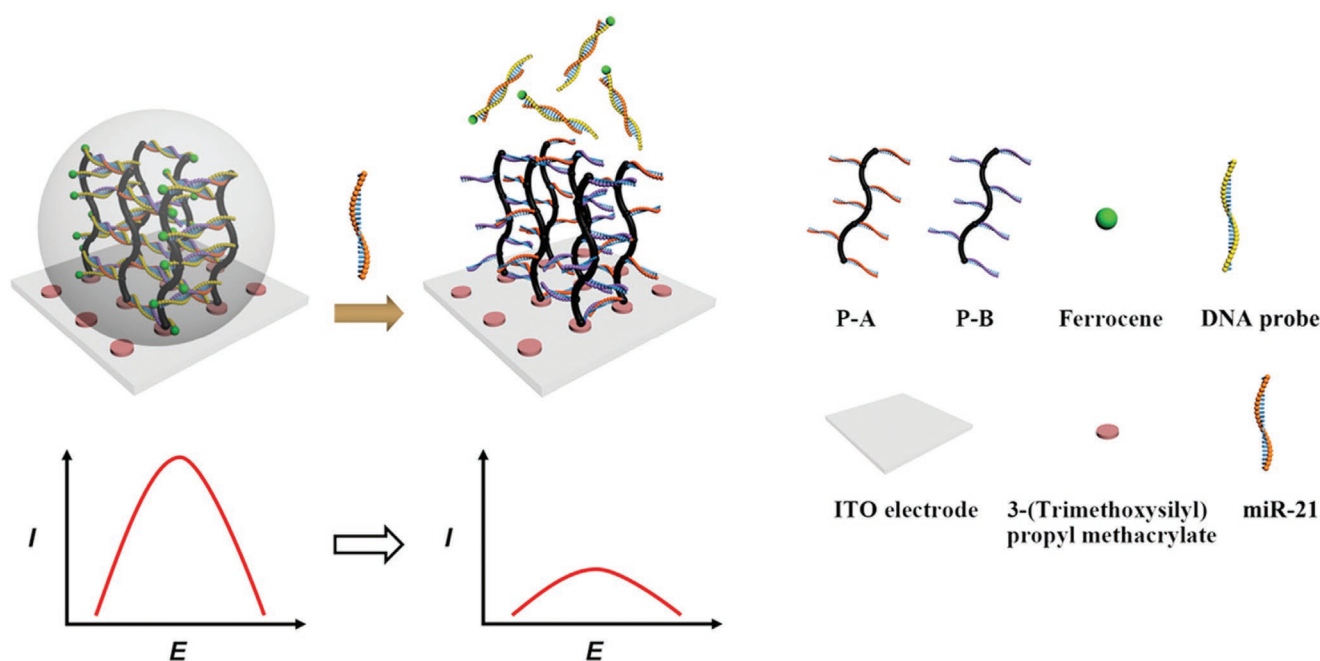 P-A
P-B
Ferrocene
DNA probe
ITO electrode
3-(Trimethoxysilyl)
propyl methacrylate
miR-21
I
E
I
E